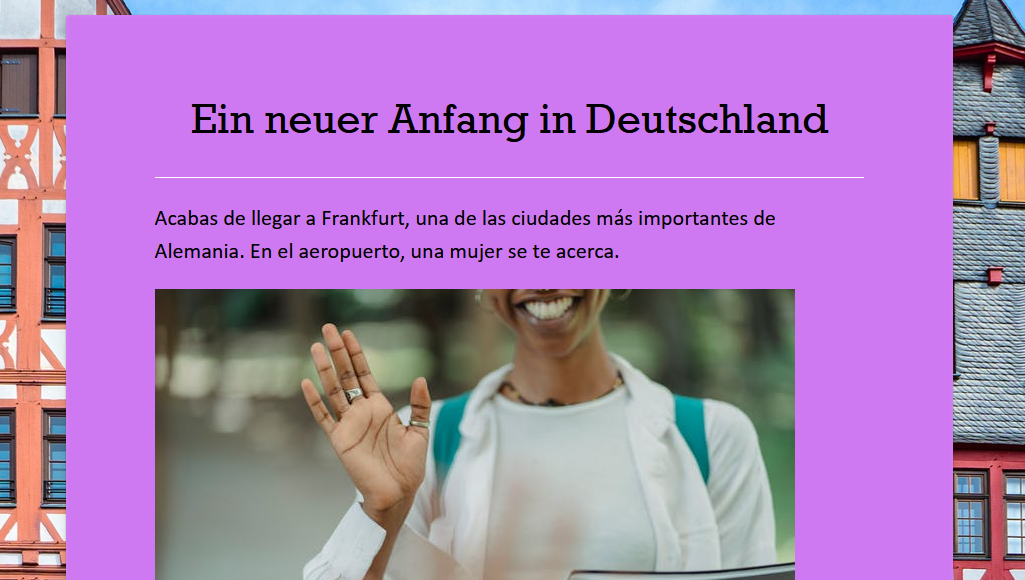 Ein neuer Anfang in Deutschland
Acabas de llegar a Frankfurt, una de las ciudades más importantes de
Alemania. En el aeropuerto, una mujer se te acerca.